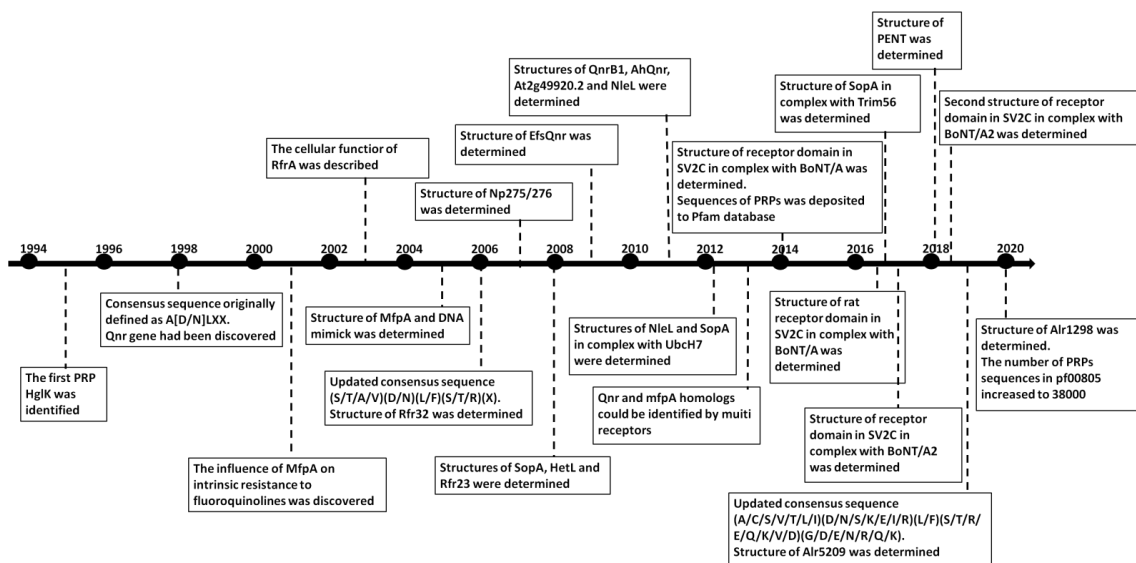 Structure of
PENT was
determined
Structures of QnrB1, AhQnr,
At2g49920.2 and NleL were
determined
Structure of SopA in
complex with Trim56
was determined
Second structure of receptor
domain in SV2C in complex with
BoNT/A2 was determined
Structure of EfsQnr was
determined
The cellular functior of
RfrA was described
Structure of receptor domain in
SV2C in complex with BoNT/A was
determined.
Sequences of PRPs was deposited
to Pfam database
Structure of Np275/276
was determined
1994
1996
1998
2000
2002
2004
2006
2008
2010
2012
2014
2016
2018
2020
Consensus sequence originally
defined as A[D/N]LXX.
Qnr gene had been discovered
Structure of MfpA and DNA
mimick was determined
Structures of NleL and SopA
in complex with UbcH7
were determined
Structure of rat
receptor domain in
SV2C in complex with
BoNT/A was
determined
Structure of Alr1298 was
determined.
The number of PRPs
sequences in pf00805
increased to 38000
The first PRP
HglK was
identified
Updated consensus sequence
(S/T/A/V)(D/N)(L/F)(S/T/R)(X).
Structure of Rfr32 was determined
Qnr and mfpA homologs
could be identified by muiti
receptors
Structure of receptor
domain in SV2C in
complex with BoNT/A2
was determined
The influence of MfpA on
intrinsic resistance to
fluoroquinolines was discovered
Structures of SopA, HetL and
Rfr23 were determined
Updated consensus sequence
(A/C/S/V/T/L/I)(D/N/S/K/E/I/R)(L/F)(S/T/R/
E/Q/K/V/D)(G/D/E/N/R/Q/K).
Structure of Alr5209 was determined